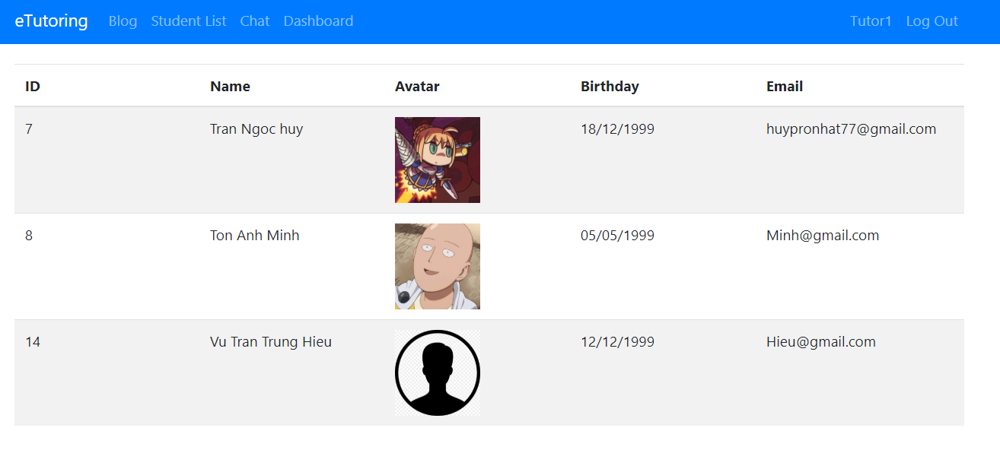 eTutoring Blog Student List Chat Dashboard Tutor1 Log Out
ID Name Avatar Birthday Email
7 Tran Ngoc huy 18/12/1999 huypronhat77@gmail.com
8 Ton Anh Minh 05/05/1999 Minh@gmail.com
14 Vu Tran Trung Hieu 12/12/1999 Hieu@gmail.com